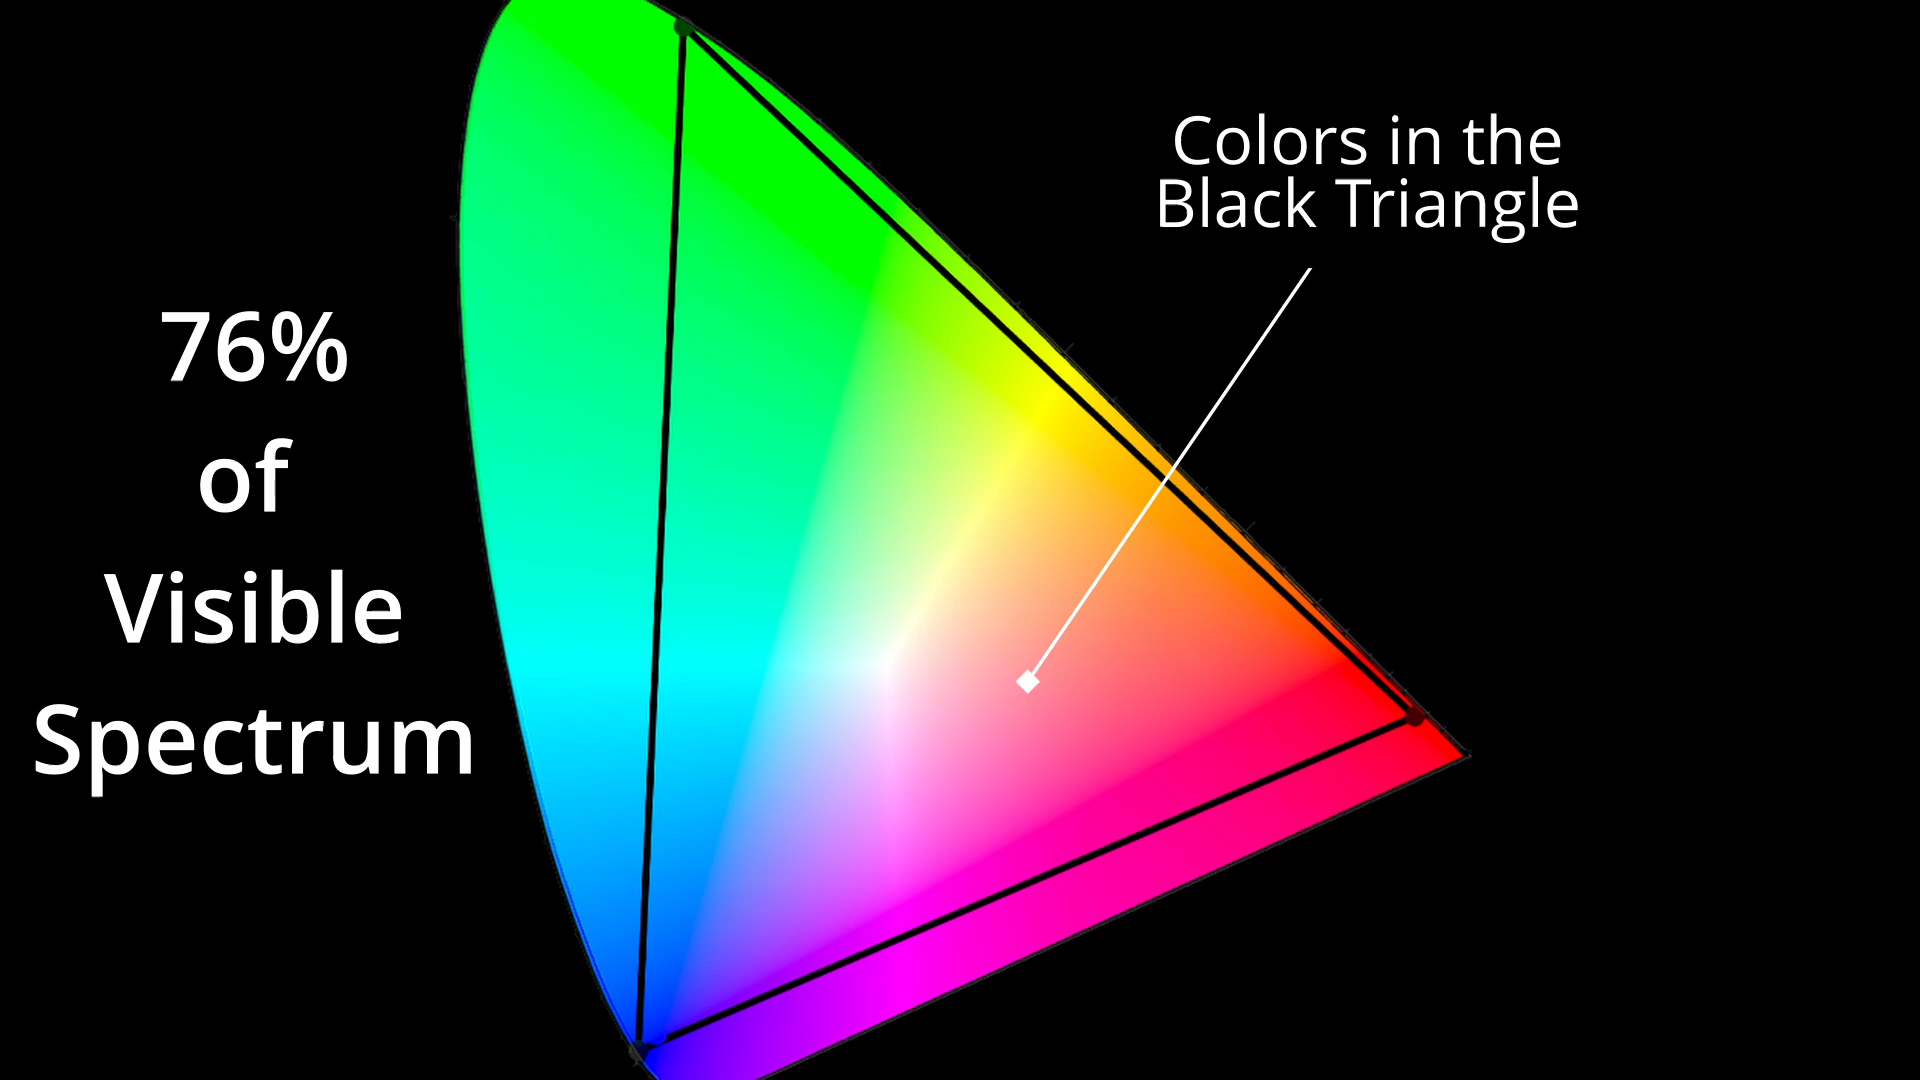 Colors in the
Black Triangle
76%
of
Visible
Spectrum